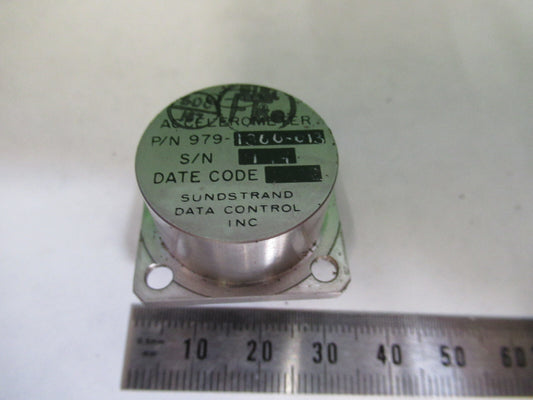 ACCELEROMETER
P/N 979-
S/N
DATE CODE
SUNDSTRAND
DATA CONTROL
INC
10 20 30 40 50 60